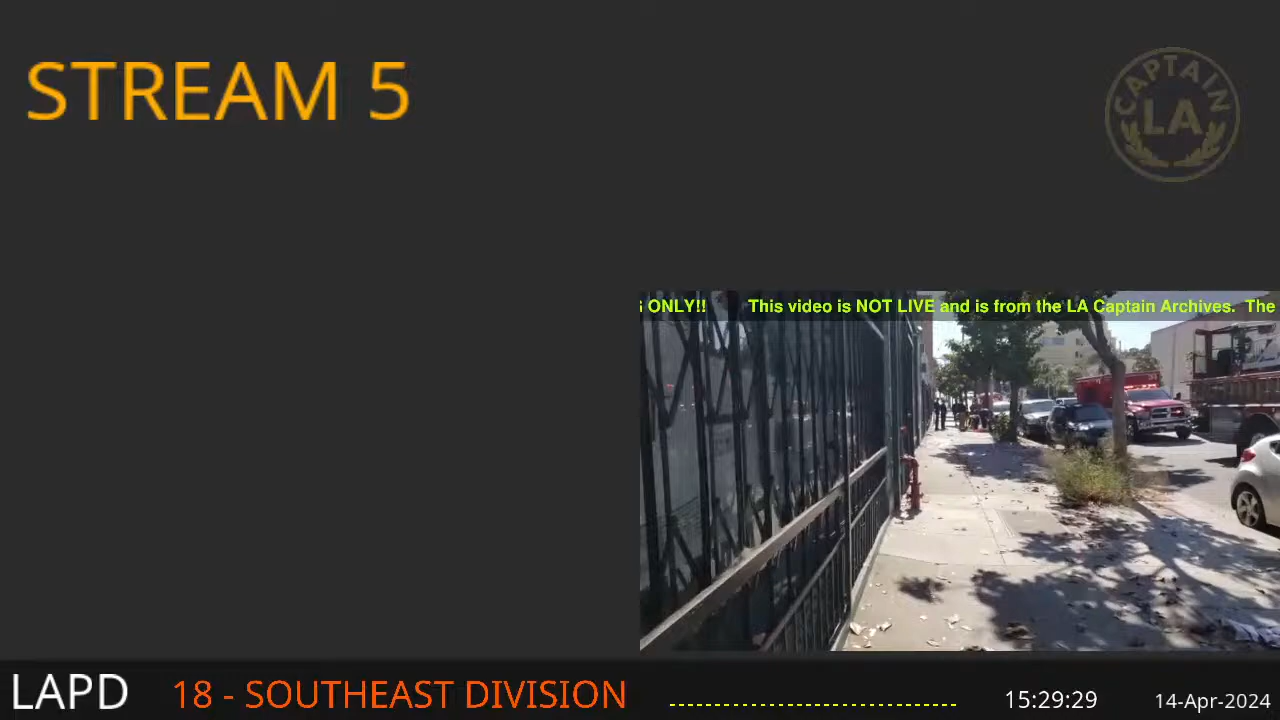 STREAM 5
CAPTAIN
LA
ONLY!! This video is NOT LIVE and is from the LA Captain Archives. The
LAPD 18 - SOUTHEAST DIVISION 15:29:29 14-Apr-2024